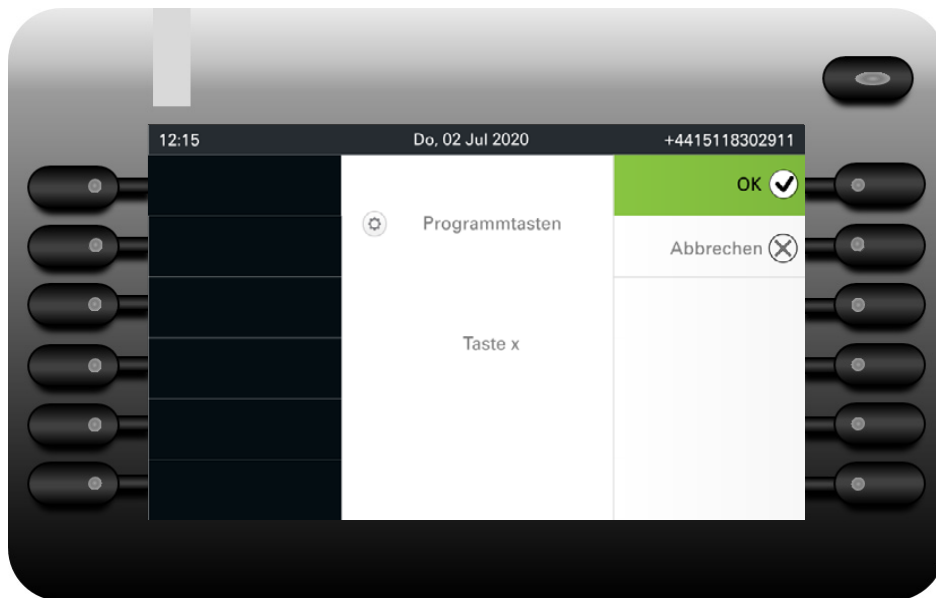 12:15 Do, 02 Jul 2020 +4415118302911
OK
Programmtasten
Abbrechen
Taste x